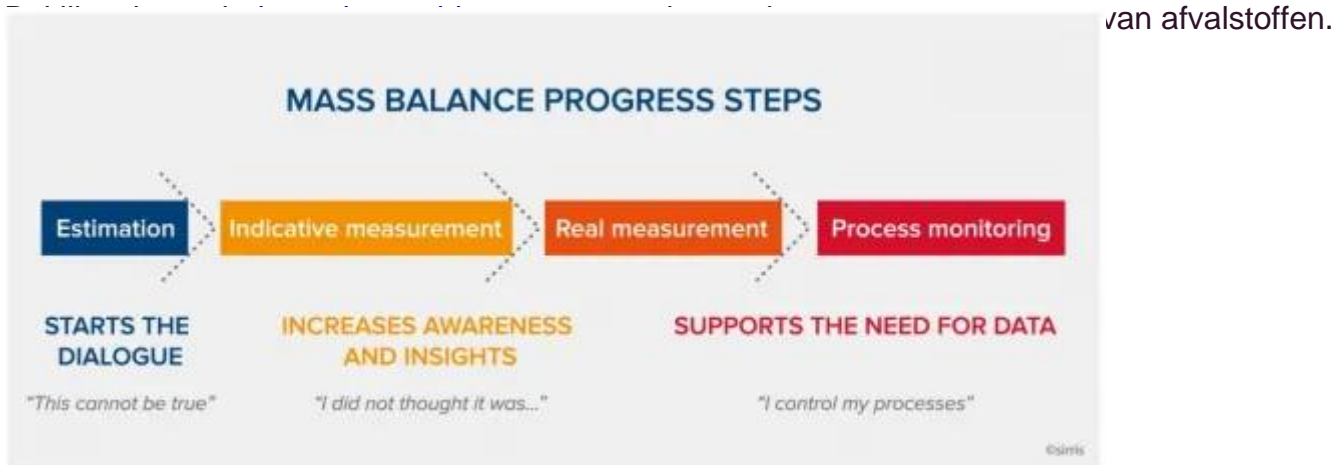 van afvalstoffen.
MASS BALANCE PROGRESS STEPS
Estimation
Indicative measurement
Real measurement
Process monitoring
STARTS THE
DIALOGUE
INCREASES AWARENESS
AND INSIGHTS
SUPPORTS THE NEED FOR DATA
"This cannot be true"
"I did not thought it was..."
"I control my processes"
©sirris